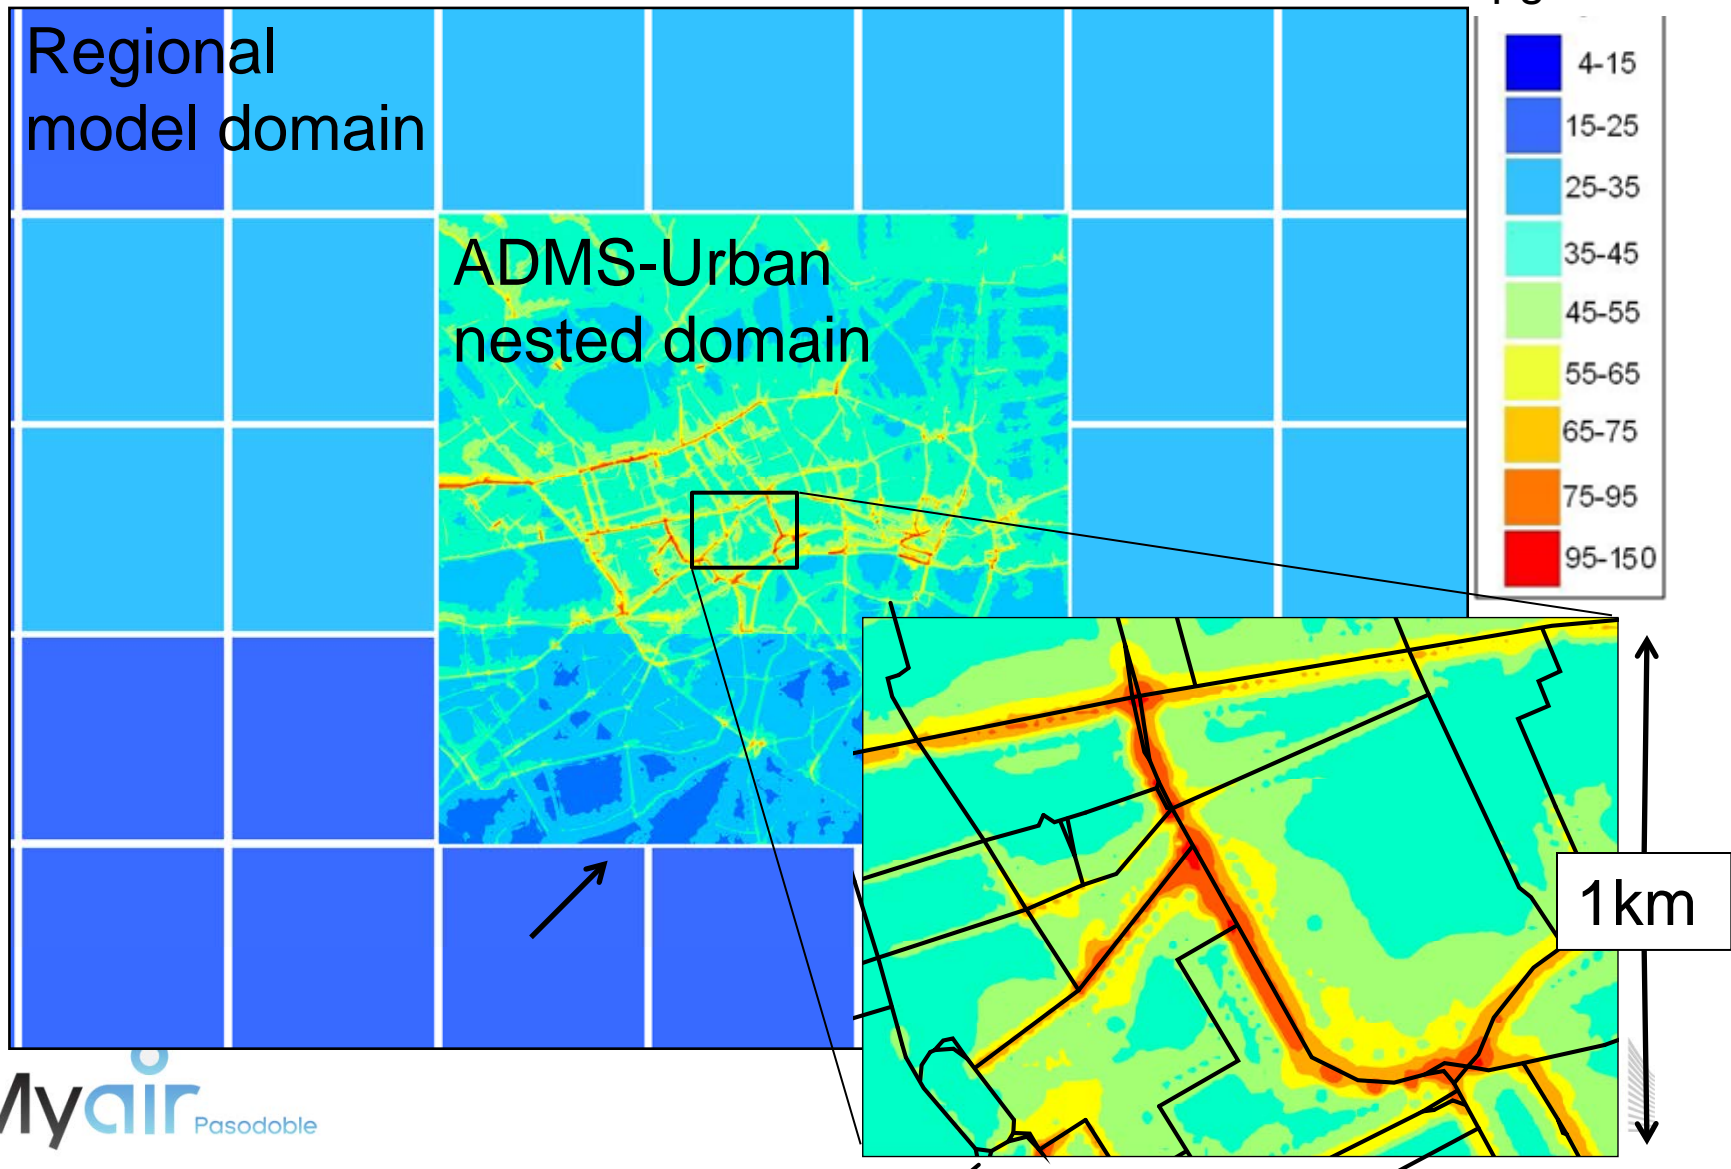 Regional
model domain
ADMS-Urban
nested domain
4-15
15-25
25-35
35-45
45-55
55-65
65-75
75-95
95-150
1km
Myair Pasodoble